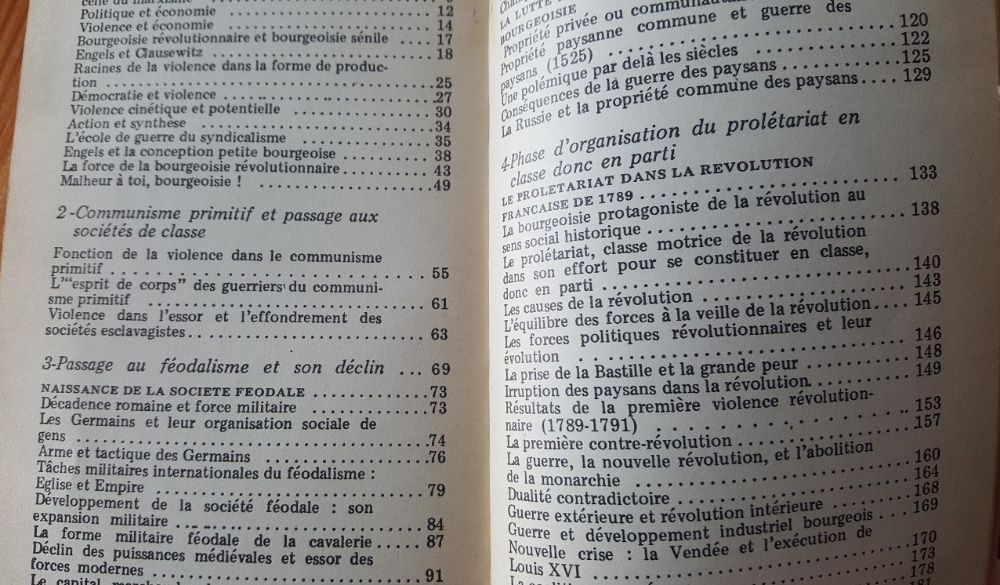 celle du marxisme
Politique et économie .................... 12
Violence et économie .................... 14
Bourgeoisie révolutionnaire et bourgeoisie sénile .... 17
Engels et Clausewitz .................... 18
Racines de la violence dans la forme de produc-
tion .................... 25
Démocratie et violence .................... 27
Violence cinétique et potentielle .................... 30
Action et synthèse .................... 34
L'école de guerre du syndicalisme .................... 35
Engels et la conception petite bourgeoise .......... 38
La force de la bourgeoisie révolutionnaire .......... 43
Malheur à toi, bourgeoisie ! .................... 49
2-Communisme primitif et passage aux
sociétés de classe
Fonction de la violence dans le communisme
primitif .................... 55
L'"esprit de corps" des guerriers du communi-
sme primitif .................... 61
Violence dans l'essor et l'effondrement des
sociétés esclavagistes .................... 63
3-Passage au féodalisme et son déclin ... 69
NAISSANCE DE LA SOCIETE FEODALE .......... 73
Décadence romaine et force militaire .......... 73
Les Germains et leur organisation sociale de
gens .................... 74
Arme et tactique des Germains .................... 76
Tâches militaires internationales du féodalisme :
Eglise et Empire .................... 79
Développement de la société féodale : son
expansion militaire .................... 84
La forme militaire féodale de la cavalerie ..... 87
Déclin des puissances médiévales et essor des
forces modernes .................... 91
LA LUTTE
BOURGEOISIE
Propriété privée ou communautaire
Propriété paysanne commune et guerre des
paysans (1525) .................... 120
Une polémique par delà les siècles .......... 122
Conséquences de la guerre des paysans .......... 125
La Russie et la propriété commune des paysans .... 129
4-Phase d'organisation du prolétariat en
classe donc en parti
LE PROLETARIAT DANS LA REVOLUTION
FRANCAISE DE 1789 .................... 133
La bourgeoisie protagoniste de la révolution au
sens social historique .................... 138
Le prolétariat, classe motrice de la révolution
dans son effort pour se constituer en classe,
donc en parti .................... 140
Les causes de la révolution .................... 143
L'équilibre des forces à la veille de la révolution .... 145
Les forces politiques révolutionnaires et leur
évolution .................... 146
La prise de la Bastille et la grande peur .......... 148
Irruption des paysans dans la révolution .......... 149
Résultats de la première violence révolution-
naire (1789-1791) .................... 153
La première contre-révolution .................... 157
La guerre, la nouvelle révolution, et l'abolition
de la monarchie .................... 160
Dualité contradictoire .................... 164
Guerre extérieure et révolution intérieure .......... 168
Guerre et développement industriel bourgeois ... 169
Nouvelle crise : la Vendée et l'exécution de
Louis XVI .................... 170
173
178